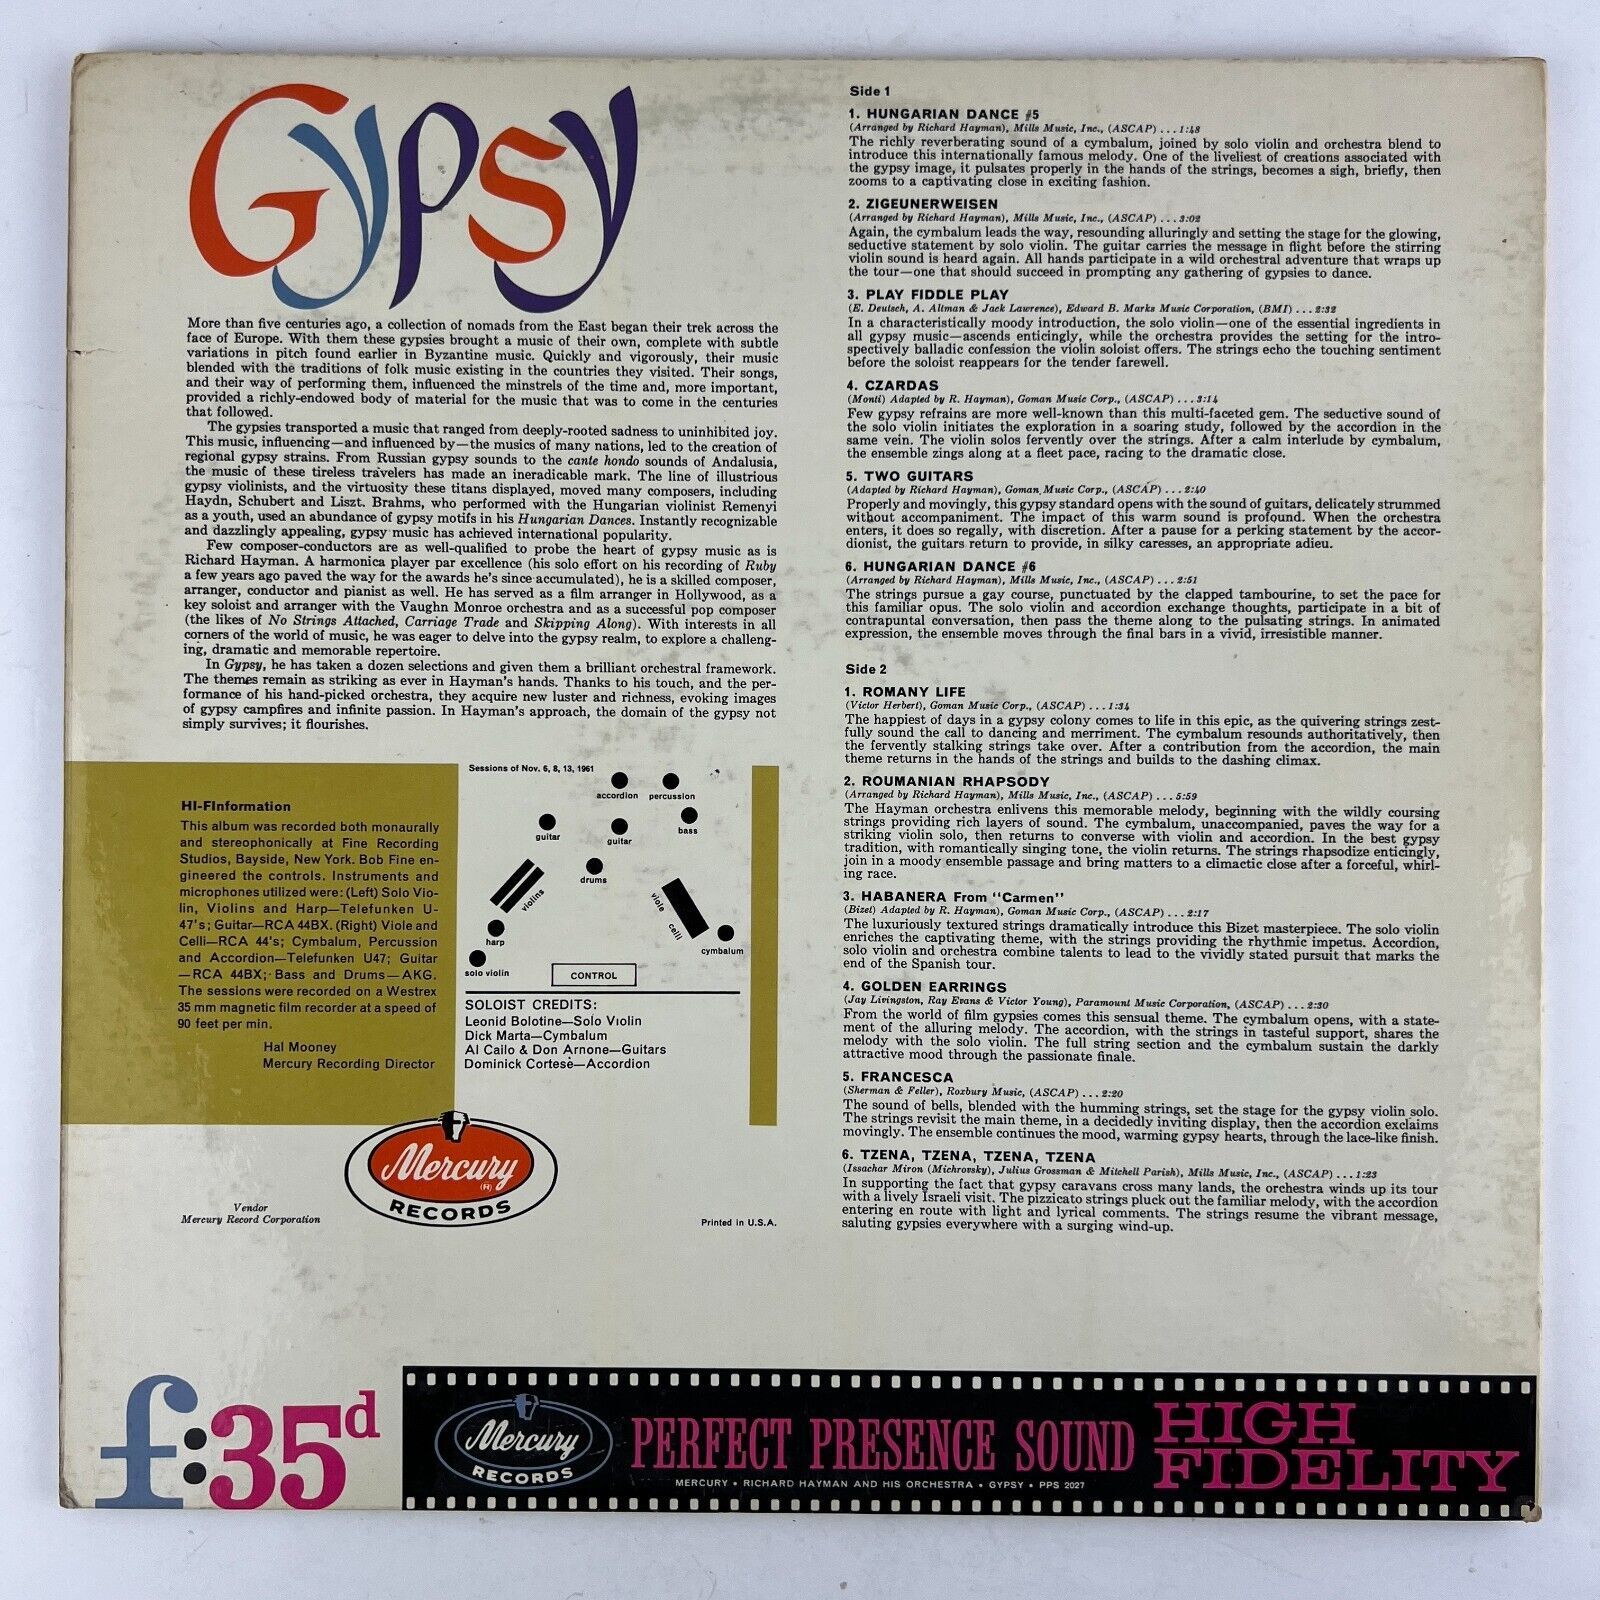 Gypsy
More than five centuries ago, a collection of nomads from the East began their trek across the
face of Europe. With them these gypsies brought a music of their own, complete with subtle
variations in pitch found earlier in Byzantine music. Quickly and vigorously, their music
blended with the traditions of folk music existing in the countries they visited. Their songs,
and their way of performing them, influenced the minstrels of the time and, more important,
provided a richly-endowed body of material for the music that was to come in the centuries
that followed.
The gypsies transported a music that ranged from deeply-rooted sadness to uninhibited joy.
This music, influencing—and influenced by—the musics of many nations, led to the creation of
regional gypsy strains. From Russian gypsy sounds to the cante hondo sounds of Andalusia,
the music of these tireless travelers has made an ineradicable mark. The line of illustrious
gypsy violinists, and the virtuosity these titans displayed, moved many composers, including
Haydn, Schubert and Liszt. Brahms, who performed with the Hungarian violinist Remenyi
as a youth, used an abundance of gypsy motifs in his Hungarian Dances. Instantly recognizable
and dazzlingly appealing, gypsy music has achieved international popularity.
Few composer-conductors are as well-qualified to probe the heart of gypsy music as is
Richard Hayman. A harmonica player par excellence (his solo effort on his recording of Ruby
a few years ago paved the way for the awards he's since accumulated), he is a skilled composer,
arranger, conductor and pianist as well. He has served as a film arranger in Hollywood, as a
key soloist and arranger with the Vaughn Monroe orchestra and as a successful pop composer
(the likes of No Strings Attached, Carriage Trade and Skipping Along). With interests in all
corners of the world of music, he was eager to delve into the gypsy realm, to explore a challeng-
ing, dramatic and memorable repertoire.
In Gypsy, he has taken a dozen selections and given them a brilliant orchestral framework.
The themes remain as striking as ever in Hayman's hands. Thanks to his touch, and the per-
formance of his hand-picked orchestra, they acquire new luster and richness, evoking images
of gypsy campfires and infinite passion. In Hayman's approach, the domain of the gypsy not
simply survives; it flourishes.
HI-FInformation
This album was recorded both monaurally
and stereophonically at Fine Recording
Studios, Bayside, New York. Bob Fine en-
gineered the controls. Instruments and
microphones utilized were: (Left) Solo Vio-
lin, Violins and Harp—Telefunken U-
47's; Guitar—RCA 44BX. (Right) Viole and
Celli—RCA 44's; Cymbalum, Percussion
and Accordion—Telefunken U47; Guitar
—RCA 44BX; Bass and Drums—AKG.
The sessions were recorded on a Westrex
35 mm magnetic film recorder at a speed of
90 feet per min.
Hal Mooney
Mercury Recording Director
Sessions of Nov. 6, 8, 13, 1961
accordion percussion
guitar guitar bass
drums
violins viole celli
harp
cymbalum
solo violin
CONTROL
SOLOIST CREDITS:
Leonid Bolotine—Solo Violin
Dick Marta—Cymbalum
Al Cailo & Don Arnone—Guitars
Dominick Cortese—Accordion
Mercury
(R)
RECORDS
Vendor
Mercury Record Corporation
Printed in U.S.A.
Side 1
1. HUNGARIAN DANCE #5
(Arranged by Richard Hayman), Mills Music, Inc., (ASCAP) . . . 1:48
The richly reverberating sound of a cymbalum, joined by solo violin and orchestra blend to
introduce this internationally famous melody. One of the liveliest of creations associated with
the gypsy image, it pulsates properly in the hands of the strings, becomes a sigh, briefly, then
zooms to a captivating close in exciting fashion.
2. ZIGEUNERWEISEN
(Arranged by Richard Hayman), Mills Music, Inc., (ASCAP) . . . 3:02
Again, the cymbalum leads the way, resounding alluringly and setting the stage for the glowing,
seductive statement by solo violin. The guitar carries the message in flight before the stirring
violin sound is heard again. All hands participate in a wild orchestral adventure that wraps up
the tour—one that should succeed in prompting any gathering of gypsies to dance.
3. PLAY FIDDLE PLAY
(E. Deutsch, A. Altman & Jack Lawrence), Edward B. Marks Music Corporation, (BMI) . . . 2:32
In a characteristically moody introduction, the solo violin—one of the essential ingredients in
all gypsy music—ascends enticingly, while the orchestra provides the setting for the intro-
spectively balladic confession the violin soloist offers. The strings echo the touching sentiment
before the soloist reappears for the tender farewell.
4. CZARDAS
(Monti) Adapted by R. Hayman), Goman Music Corp., (ASCAP) . . . 3:14
Few gypsy refrains are more well-known than this multi-faceted gem. The seductive sound of
the solo violin initiates the exploration in a soaring study, followed by the accordion in the
same vein. The violin solos fervently over the strings. After a calm interlude by cymbalum,
the ensemble zings along at a fleet pace, racing to the dramatic close.
5. TWO GUITARS
(Adapted by Richard Hayman), Goman Music Corp., (ASCAP) . . . 2:40
Properly and movingly, this gypsy standard opens with the sound of guitars, delicately strummed
without accompaniment. The impact of this warm sound is profound. When the orchestra
enters, it does so regally, with discretion. After a pause for a perking statement by the accor-
dionist, the guitars return to provide, in silky caresses, an appropriate adieu.
6. HUNGARIAN DANCE #6
(Arranged by Richard Hayman), Mills Music, Inc., (ASCAP) . . . 2:51
The strings pursue a gay course, punctuated by the clapped tambourine, to set the pace for
this familiar opus. The solo violin and accordion exchange thoughts, participate in a bit of
contrapuntal conversation, then pass the theme along to the pulsating strings. In animated
expression, the ensemble moves through the final bars in a vivid, irresistible manner.
Side 2
1. ROMANY LIFE
(Victor Herbert), Goman Music Corp., (ASCAP) . . . 1:34
The happiest of days in a gypsy colony comes to life in this epic, as the quivering strings zest-
fully sound the call to dancing and merriment. The cymbalum resounds authoritatively, then
the fervently stalking strings take over. After a contribution from the accordion, the main
theme returns in the hands of the strings and builds to the dashing climax.
2. ROUMANIAN RHAPSODY
(Arranged by Richard Hayman), Mills Music, Inc., (ASCAP) . . . 5:59
The Hayman orchestra enlivens this memorable melody, beginning with the wildly coursing
strings providing rich layers of sound. The cymbalum, unaccompanied, paves the way for a
striking violin solo, then returns to converse with violin and accordion. In the best gypsy
tradition, with romantically singing tone, the violin returns. The strings rhapsodize enticingly,
join in a moody ensemble passage and bring matters to a climactic close after a forceful, whirl-
ing race.
3. HABANERA From "Carmen"
(Bizet) Adapted by R. Hayman), Goman Music Corp., (ASCAP) . . . 2:17
The luxuriously textured strings dramatically introduce this Bizet masterpiece. The solo violin
enriches the captivating theme, with the strings providing the rhythmic impetus. Accordion,
solo violin and orchestra combine talents to lead to the vividly stated pursuit that marks the
end of the Spanish tour.
4. GOLDEN EARRINGS
(Jay Livingston, Ray Evans & Victor Young), Paramount Music Corporation, (ASCAP) . . . 2:30
From the world of film gypsies comes this sensual theme. The cymbalum opens, with a state-
ment of the alluring melody. The accordion, with the strings in tasteful support, shares the
melody with the solo violin. The full string section and the cymbalum sustain the darkly
attractive mood through the passionate finale.
5. FRANCESCA
(Sherman & Feller), Roxbury Music, (ASCAP) . . . 2:20
The sound of bells, blended with the humming strings, set the stage for the gypsy violin solo.
The strings revisit the main theme, in a decidedly inviting display, then the accordion exclaims
movingly. The ensemble continues the mood, warming gypsy hearts, through the lace-like finish.
6. TZENA, TZENA, TZENA, TZENA
(Issachar Miron (Michrovsky), Julius Grossman & Mitchell Parish), Mills Music, Inc., (ASCAP) . . . 1:23
In supporting the fact that gypsy caravans cross many lands, the orchestra winds up its tour
with a lively Israeli visit. The pizzicato strings pluck out the familiar melody, with the accordion
entering en route with light and lyrical comments. The strings resume the vibrant message,
saluting gypsies everywhere with a surging wind-up.
f:35d
Mercury
RECORDS
PERFECT PRESENCE SOUND
HIGH
FIDELITY
MERCURY • RICHARD HAYMAN AND HIS ORCHESTRA • GYPSY • PPS 2027